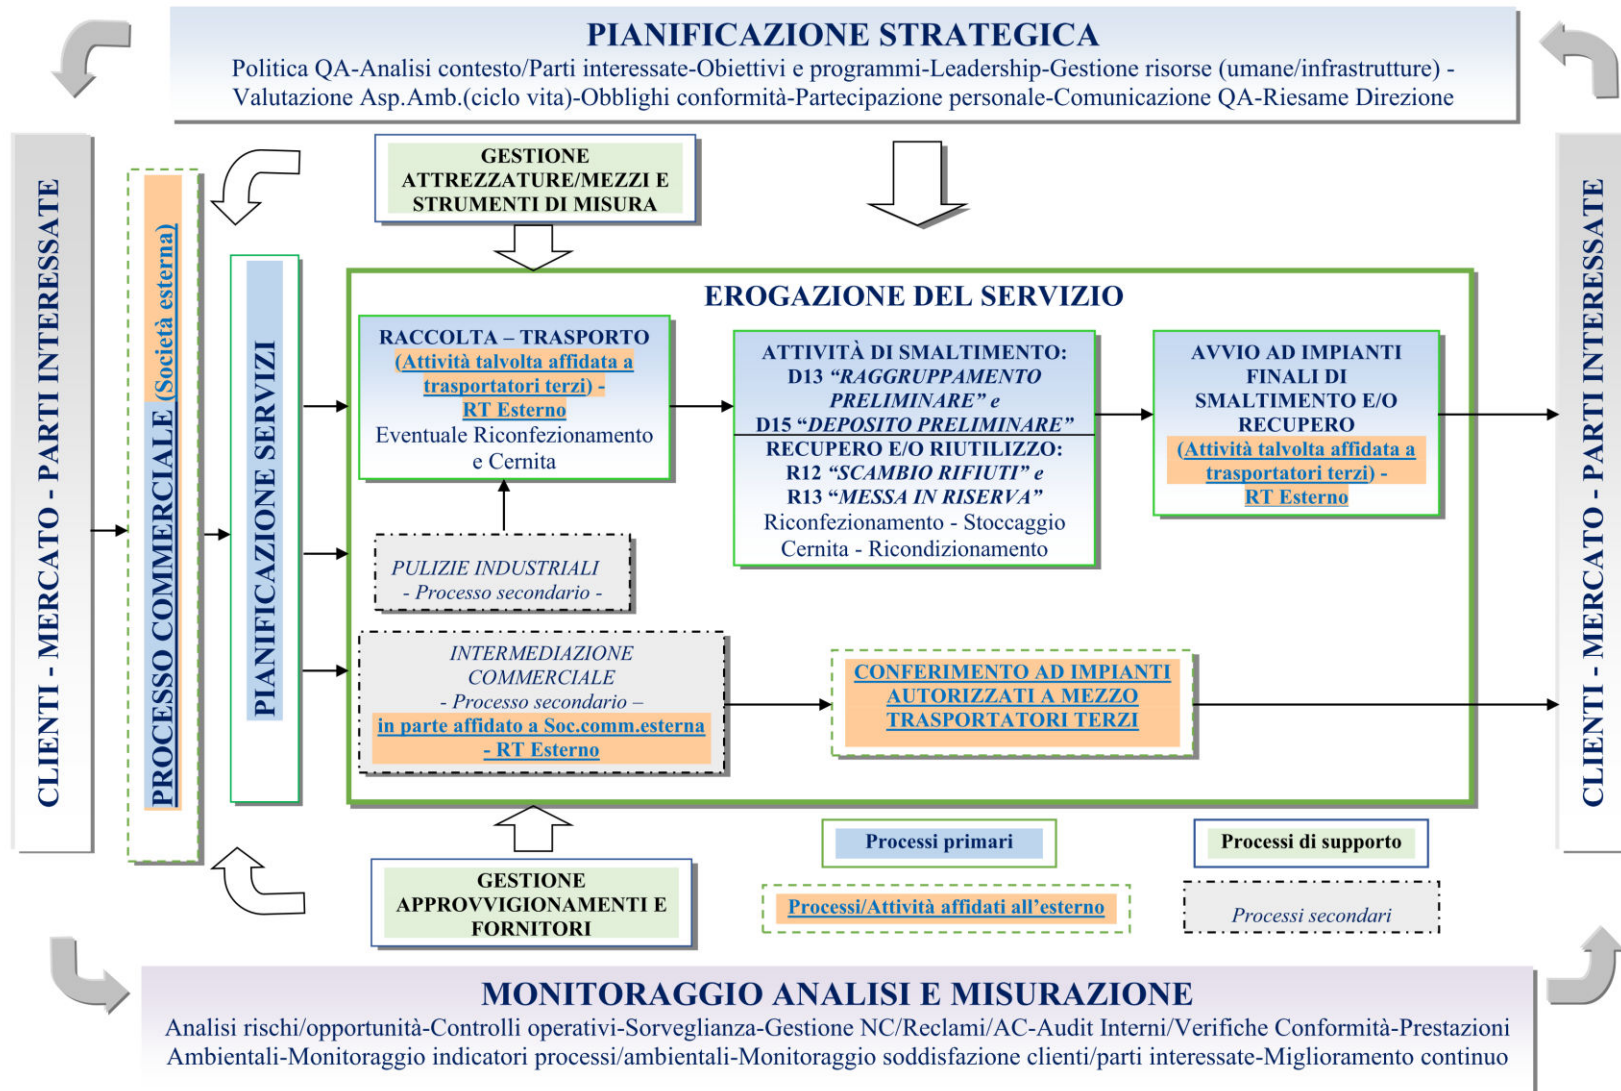 PIANIFICAZIONE STRATEGICA
Politica QA-Analisi contesto/Parti interessate-Obiettivi e programmi-Leadership-Gestione risorse (umane/infrastrutture) -
Valutazione Asp.Amb.(ciclo vita)-Obblighi conformità-Partecipazione personale-Comunicazione QA-Riesame Direzione
CLIENTI - MERCATO - PARTI INTERESSATE
PROCESSO COMMERCIALE (Società esterna)
PIANIFICAZIONE SERVIZI
GESTIONE
ATTREZZATURE/MEZZI E
STRUMENTI DI MISURA
EROGAZIONE DEL SERVIZIO
RACCOLTA – TRASPORTO
(Attività talvolta affidata a
trasportatori terzi) -
RT Esterno
Eventuale Riconfezionamento
e Cernita
ATTIVITÀ DI SMALTIMENTO:
D13 “RAGGRUPPAMENTO
PRELIMINARE” e
D15 “DEPOSITO PRELIMINARE”
RECUPERO E/O RIUTILIZZO:
R12 “SCAMBIO RIFIUTI” e
R13 “MESSA IN RISERVA”
Riconfezionamento - Stoccaggio
Cernita - Ricondizionamento
AVVIO AD IMPIANTI
FINALI DI
SMALTIMENTO E/O
RECUPERO
(Attività talvolta affidata a
trasportatori terzi) -
RT Esterno
PULIZIE INDUSTRIALI
- Processo secondario -
INTERMEDIAZIONE
COMMERCIALE
- Processo secondario –
in parte affidato a Soc.comm.esterna
- RT Esterno
CONFERIMENTO AD IMPIANTI
AUTORIZZATI A MEZZO
TRASPORTATORI TERZI
CLIENTI - MERCATO - PARTI INTERESSATE
GESTIONE
APPROVVIGIONAMENTI E
FORNITORI
Processi primari
Processi di supporto
Processi/Attività affidati all’esterno
Processi secondari
MONITORAGGIO ANALISI E MISURAZIONE
Analisi rischi/opportunità-Controlli operativi-Sorveglianza-Gestione NC/Reclami/AC-Audit Interni/Verifiche Conformità-Prestazioni
Ambientali-Monitoraggio indicatori processi/ambientali-Monitoraggio soddisfazione clienti/parti interessate-Miglioramento continuo